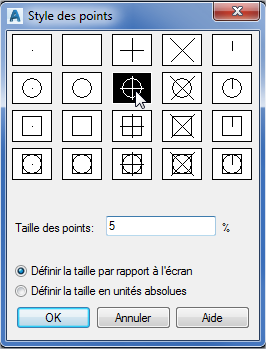 Style des points
Taille des points: 5 %
Définir la taille par rapport à l'écran
Définir la taille en unités absolues
OK Annuler Aide